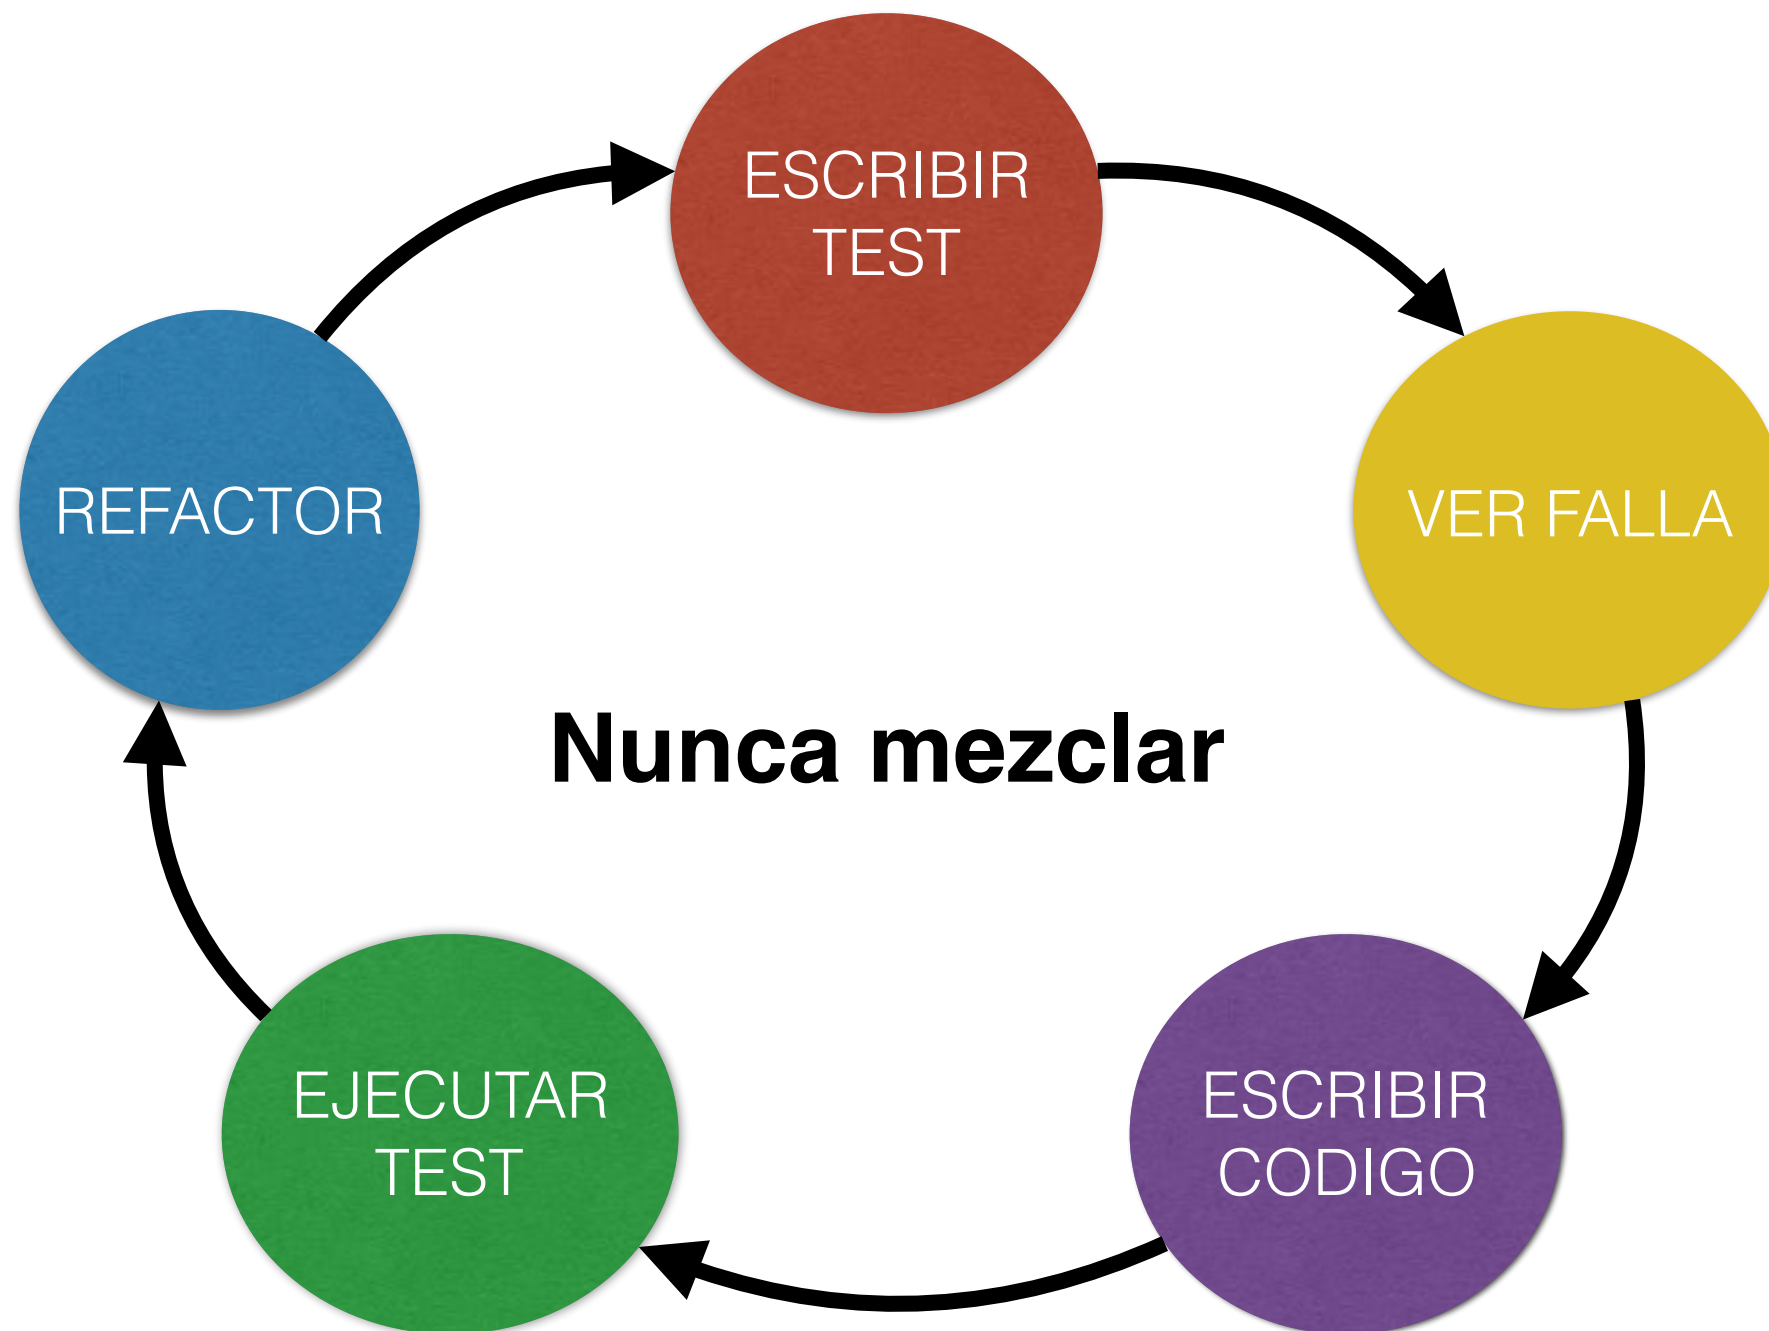 ESCRIBIR
TEST
VER FALLA
ESCRIBIR
CODIGO
EJECUTAR
TEST
REFACTOR
Nunca mezclar